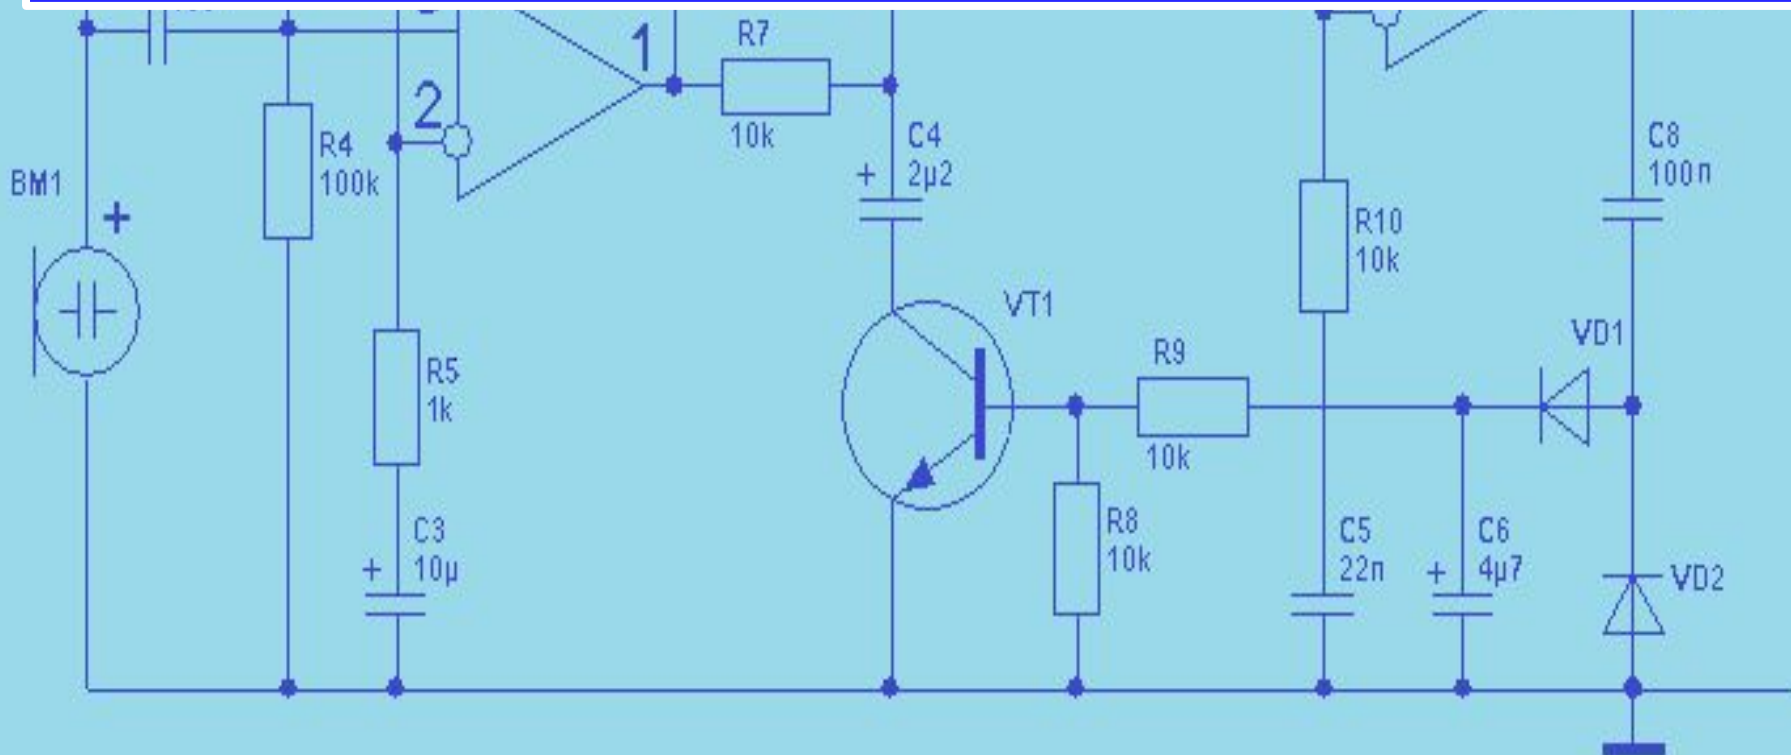 1
R7
10k
2
R4
100k
BM1
+
C4
+ 2µ2
C8
100n
R10
10k
VT1
VD1
R9
10k
R5
1k
C3
+ 10µ
R8
10k
C5
22n
C6
+ 4µ7
VD2